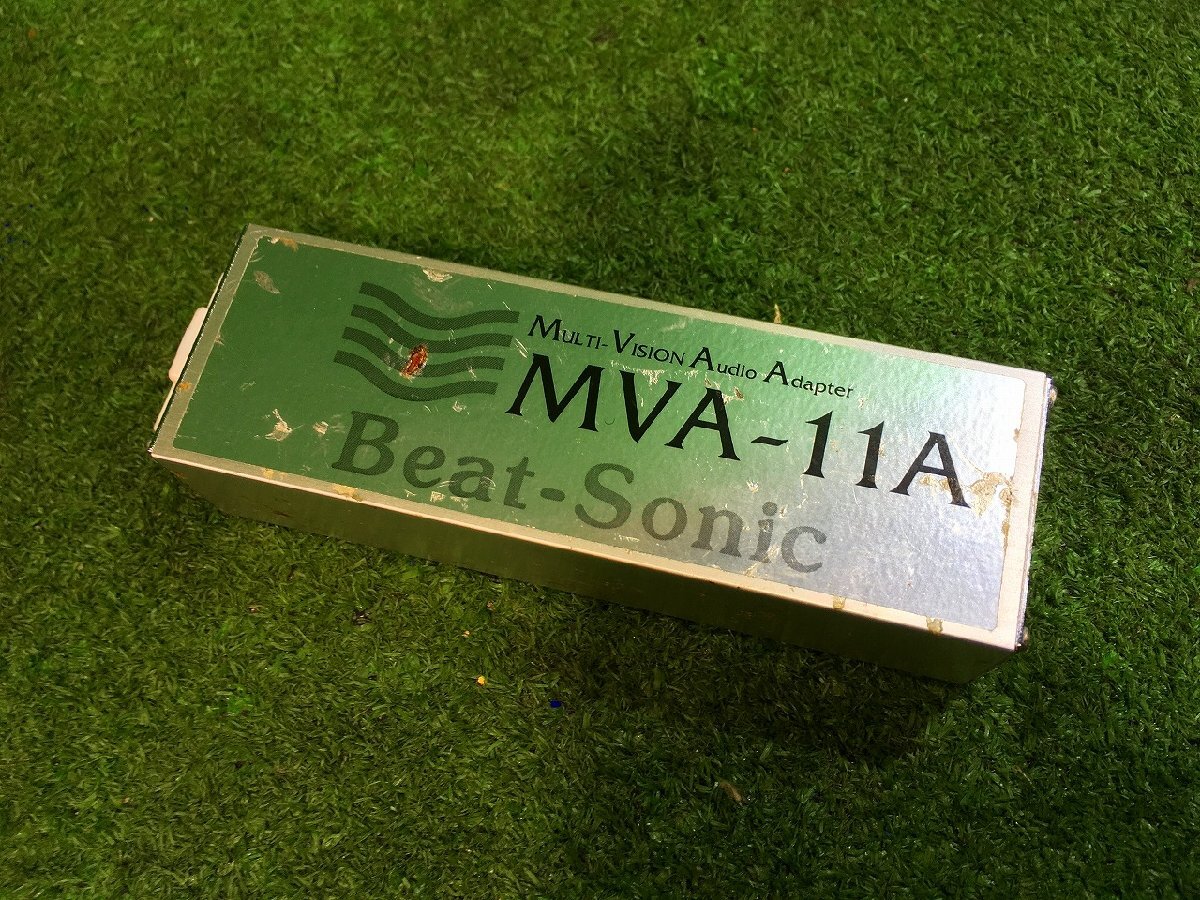 MULTI-VISION Audio Adapter
MVA-11A
Beat-Sonic